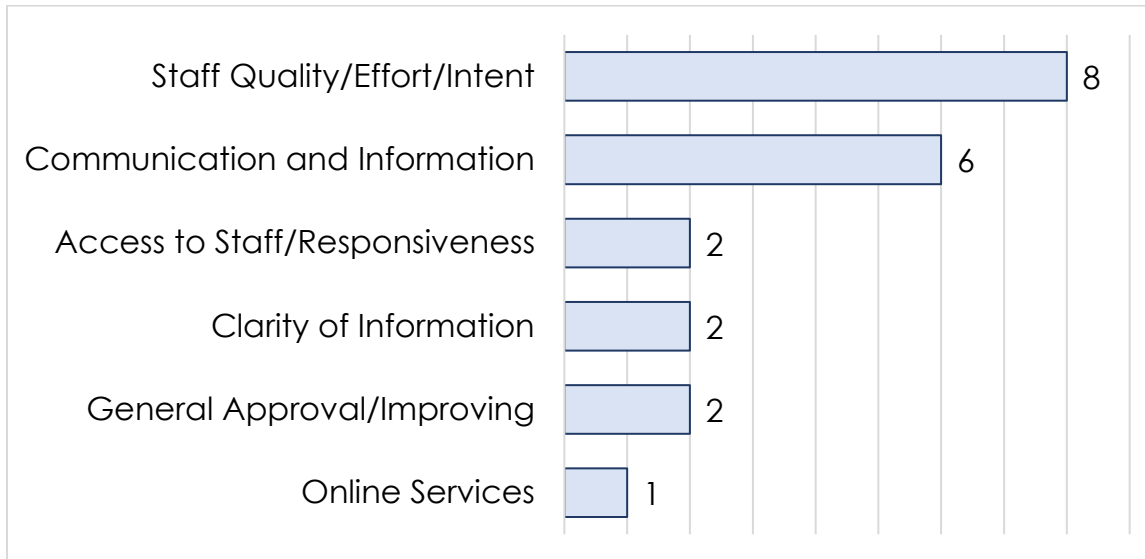 Staff Quality/Effort/Intent 8
Communication and Information 6
Access to Staff/Responsiveness 2
Clarity of Information 2
General Approval/Improving 2
Online Services 1